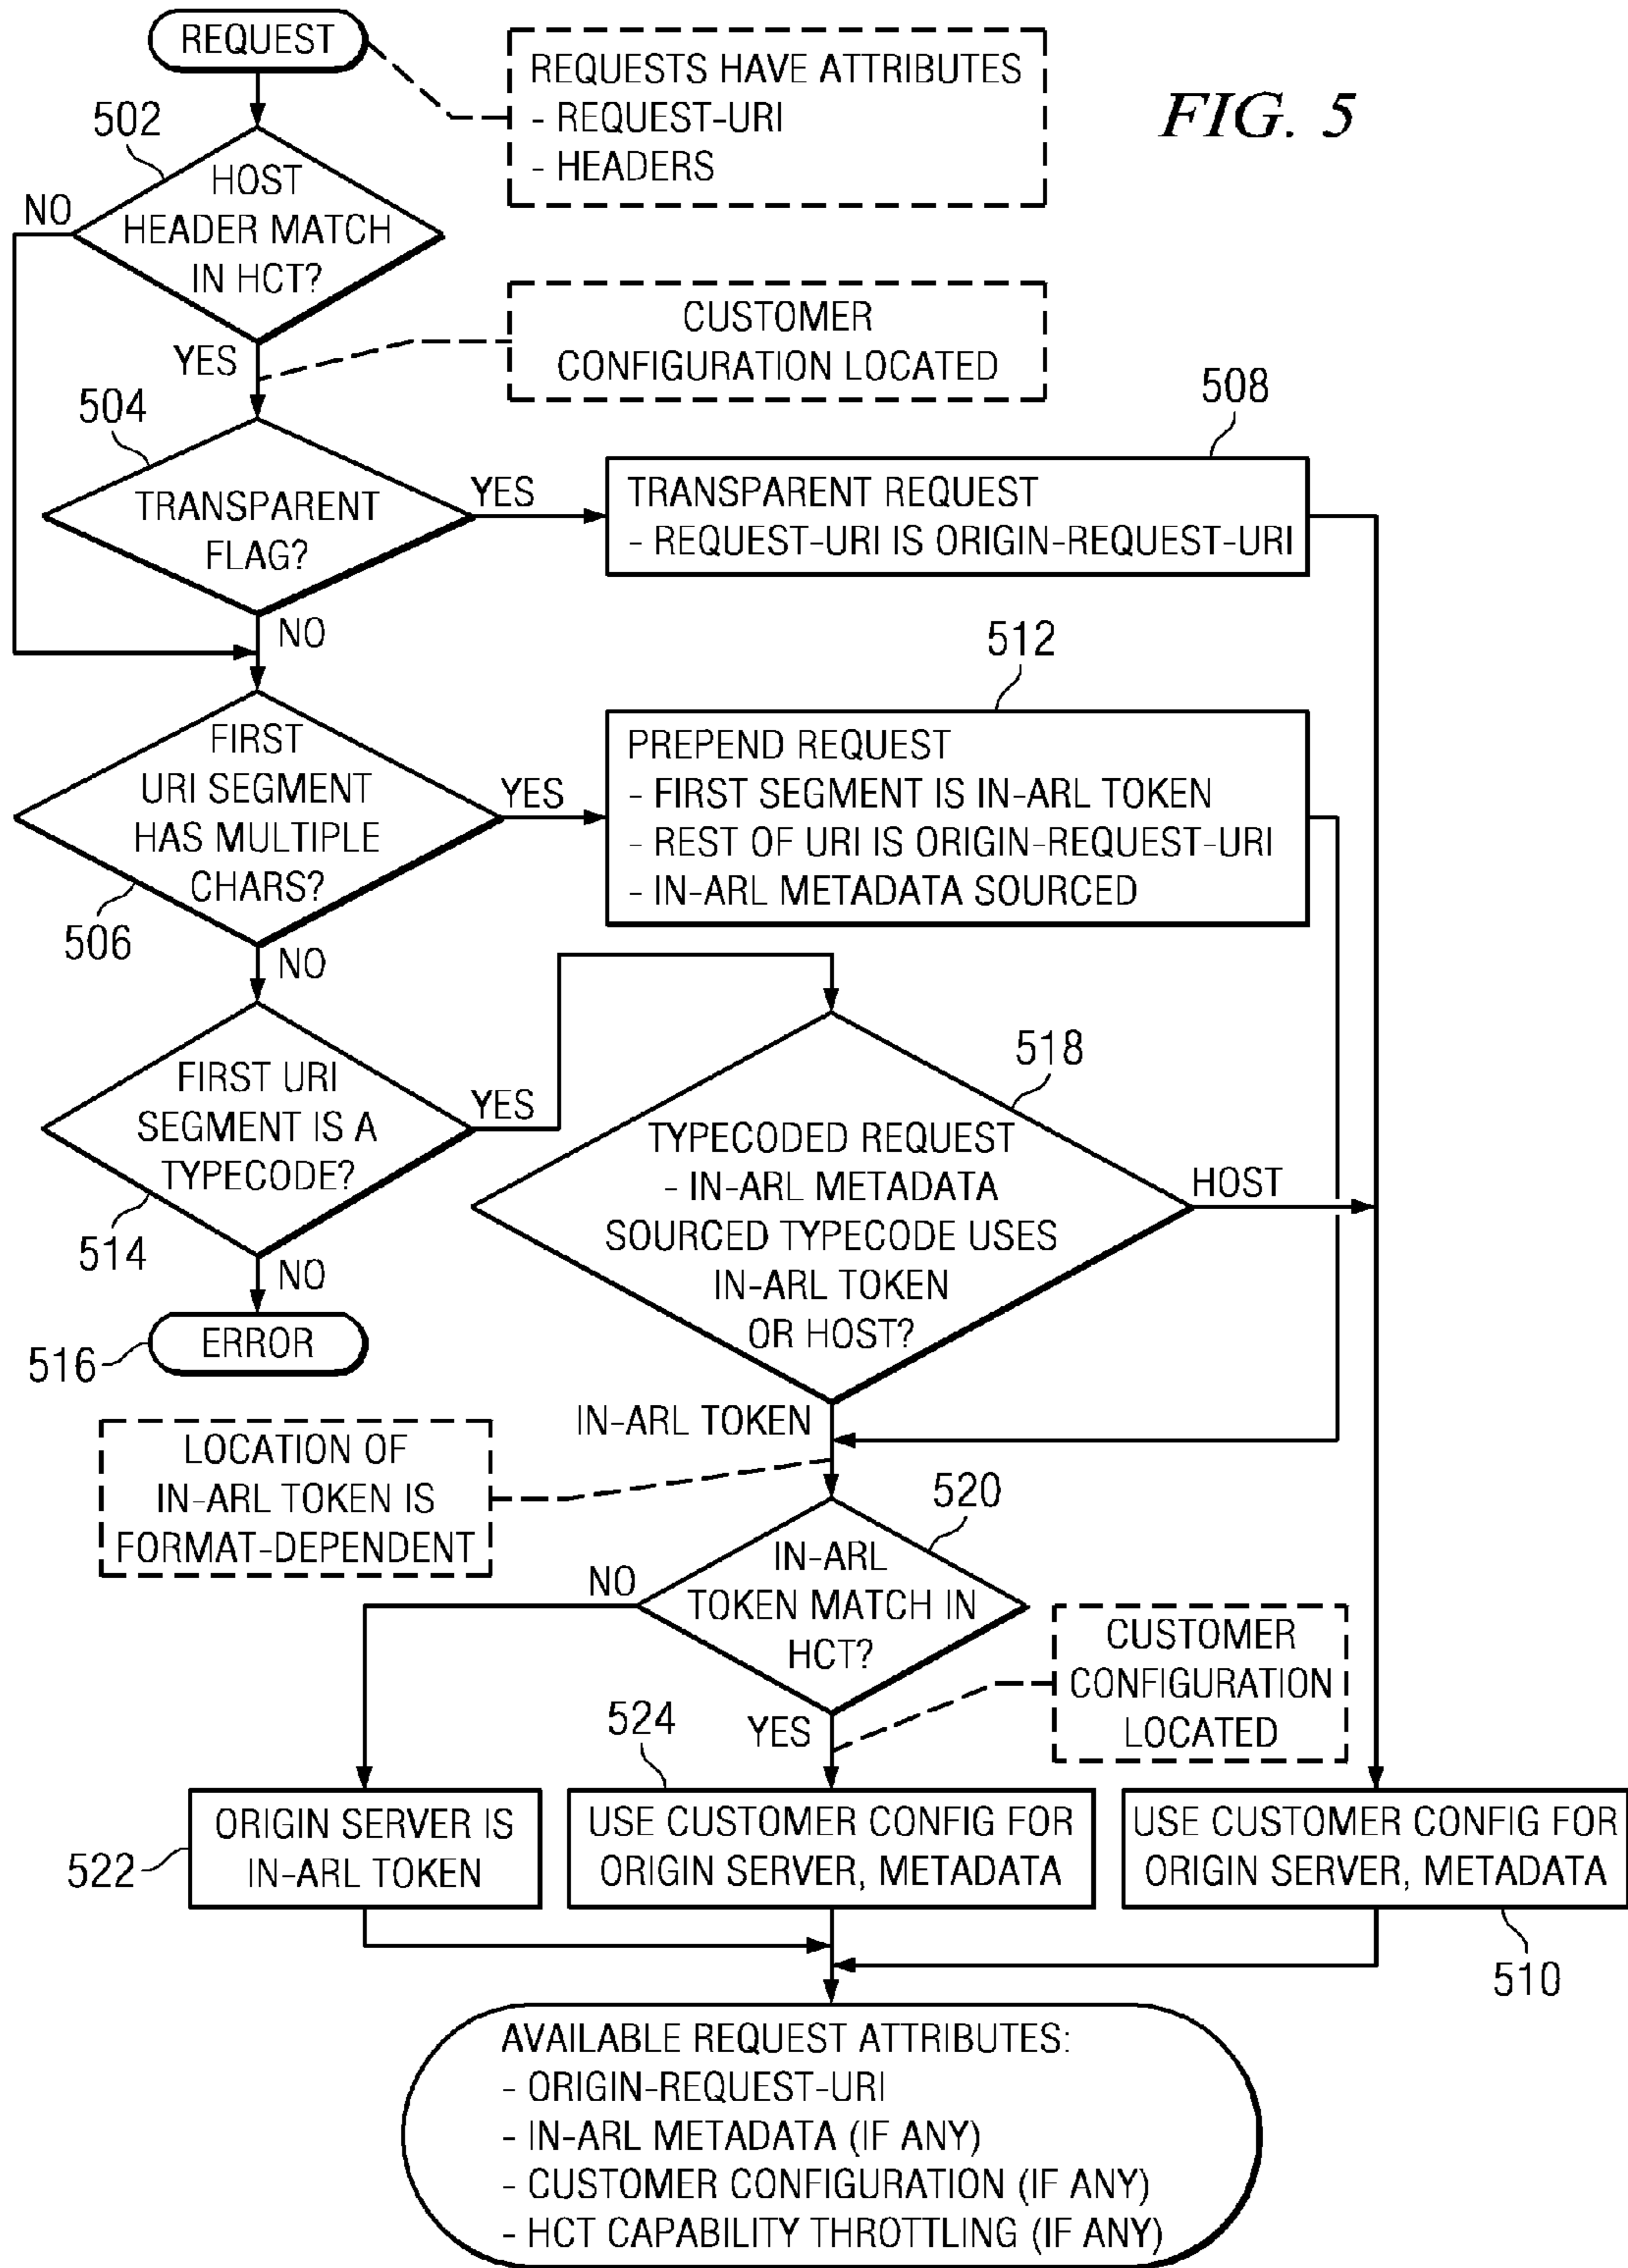 REQUEST
REQUESTS HAVE ATTRIBUTES
- REQUEST-URI
- HEADERS
FIG. 5
502
HOST
HEADER MATCH
IN HCT?
NO
YES
CUSTOMER
CONFIGURATION LOCATED
504
TRANSPARENT
FLAG?
YES
NO
508
TRANSPARENT REQUEST
- REQUEST-URI IS ORIGIN-REQUEST-URI
512
FIRST
URI SEGMENT
HAS MULTIPLE
CHARS?
506
YES
NO
PREPEND REQUEST
- FIRST SEGMENT IS IN-ARL TOKEN
- REST OF URI IS ORIGIN-REQUEST-URI
- IN-ARL METADATA SOURCED
FIRST URI
SEGMENT IS A
TYPECODE?
514
YES
NO
ERROR
516
518
TYPECODED REQUEST
- IN-ARL METADATA
SOURCED TYPECODE USES
IN-ARL TOKEN
OR HOST?
HOST
IN-ARL TOKEN
LOCATION OF
IN-ARL TOKEN IS
FORMAT-DEPENDENT
520
IN-ARL
TOKEN MATCH IN
HCT?
NO
YES
CUSTOMER
CONFIGURATION
LOCATED
524
ORIGIN SERVER IS
IN-ARL TOKEN
522
USE CUSTOMER CONFIG FOR
ORIGIN SERVER, METADATA
USE CUSTOMER CONFIG FOR
ORIGIN SERVER, METADATA
510
AVAILABLE REQUEST ATTRIBUTES:
- ORIGIN-REQUEST-URI
- IN-ARL METADATA (IF ANY)
- CUSTOMER CONFIGURATION (IF ANY)
- HCT CAPABILITY THROTTLING (IF ANY)